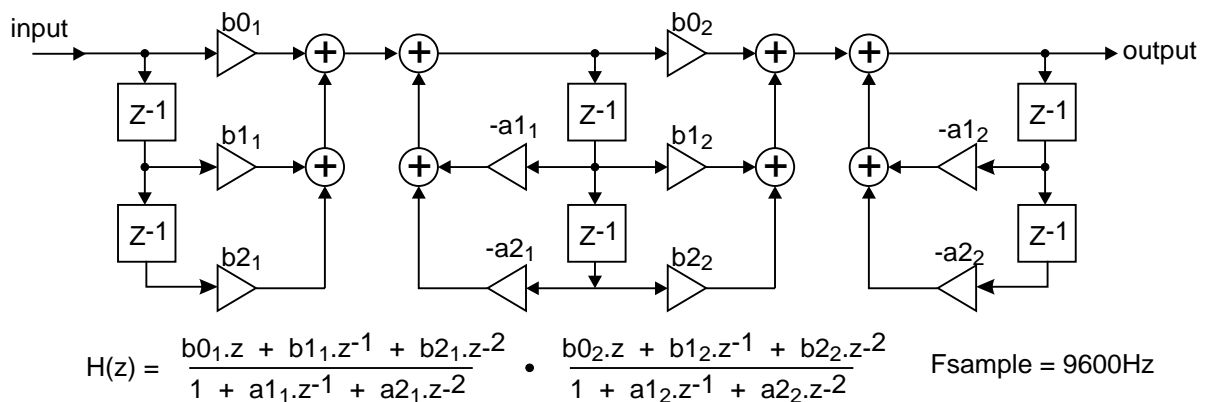 input
b0₁
+
+
b0₂
+
+
output
z-1
z-1
z-1
b1₁
+
+
-a1₁
b1₂
+
+
-a1₂
z-1
z-1
z-1
b2₁
-a2₁
b2₂
-a2₂
b0₁.z + b1₁.z-1 + b2₁.z-2 b0₂.z + b1₂.z-1 + b2₂.z-2
H(z) = • Fsample = 9600Hz
1 + a1₁.z-1 + a2₁.z-2 1 + a1₂.z-1 + a2₂.z-2